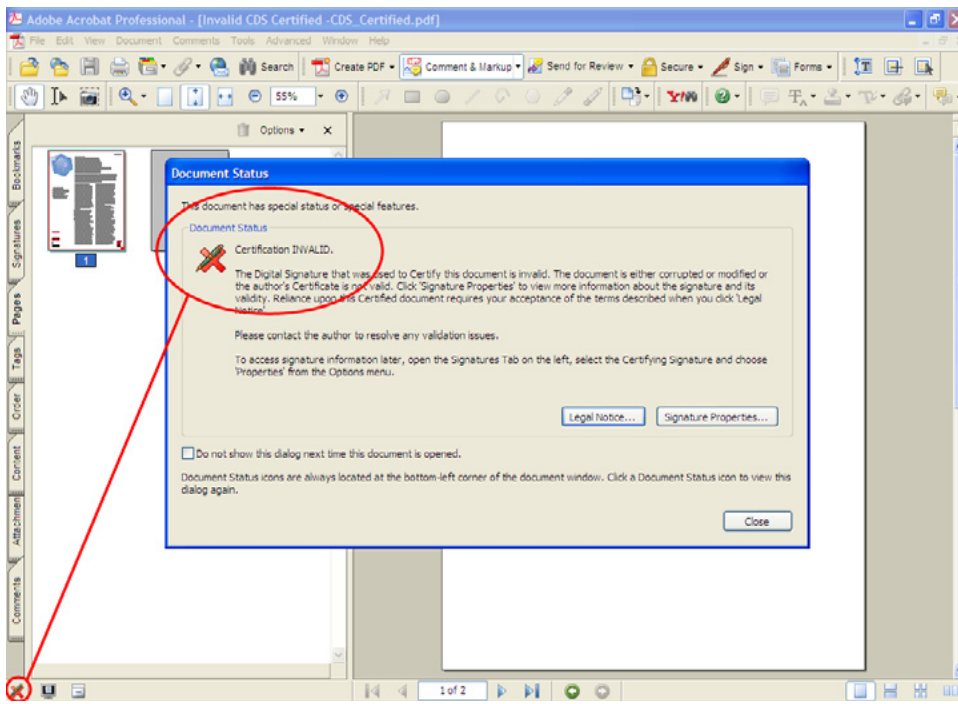 Adobe Acrobat Professional - [Invalid CDS Certified -CDS_Certified.pdf]
File Edit View Document Comments Tools Advanced Window Help
Search Create PDF Comment & Markup Send for Review Secure Sign Forms
55%
Options
Bookmarks
Signatures
Pages
Tags
Order
Content
Attachmen
Comments
1
Document Status
This document has special status or special features.
Document Status
Certification INVALID.
The Digital Signature that was used to Certify this document is invalid. The document is either corrupted or modified or
the author's Certificate is not valid. Click 'Signature Properties' to view more information about the signature and its
validity. Reliance upon this Certified document requires your acceptance of the terms described when you click 'Legal
Notice'.
Please contact the author to resolve any validation issues.
To access signature information later, open the Signatures Tab on the left, select the Certifying Signature and choose
'Properties' from the Options menu.
Legal Notice... Signature Properties...
Do not show this dialog next time this document is opened.
Document Status icons are always located at the bottom-left corner of the document window. Click a Document Status icon to view this
dialog again.
Close
1 of 2